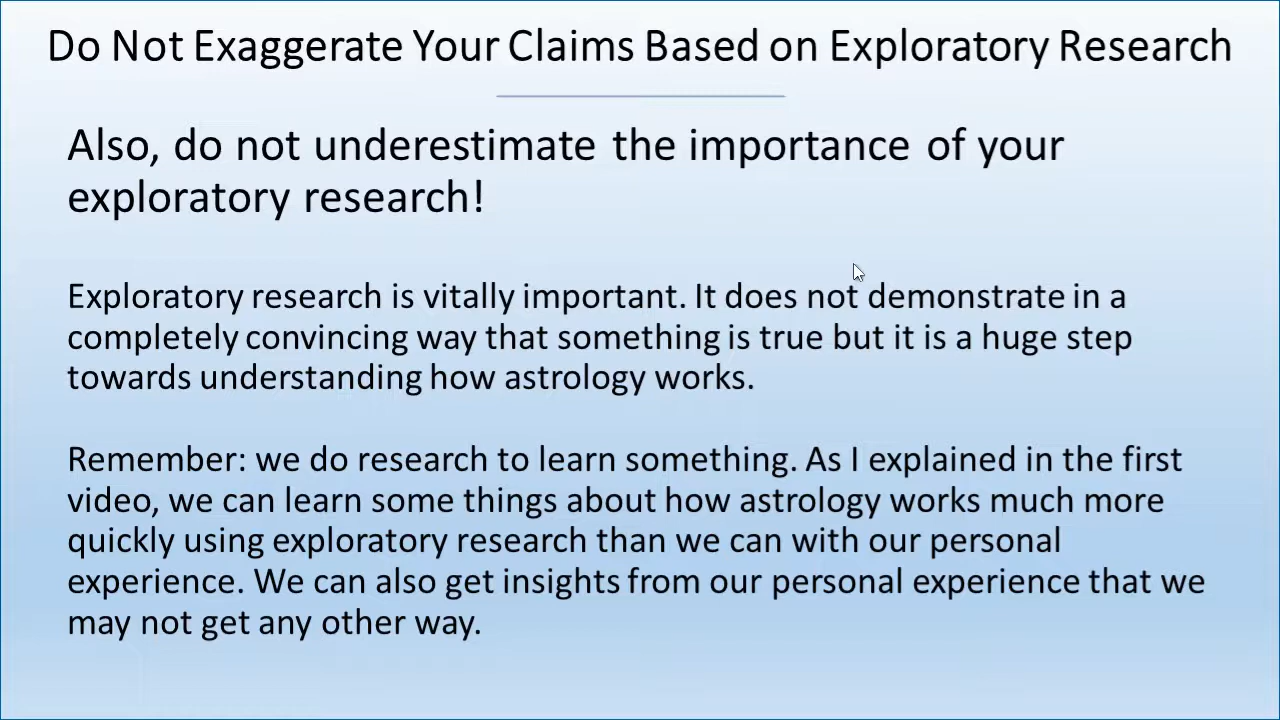 Do Not Exaggerate Your Claims Based on Exploratory Research
Also, do not underestimate the importance of your
exploratory research!
Exploratory research is vitally important. It does not demonstrate in a
completely convincing way that something is true but it is a huge step
towards understanding how astrology works.
Remember: we do research to learn something. As I explained in the first
video, we can learn some things about how astrology works much more
quickly using exploratory research than we can with our personal
experience. We can also get insights from our personal experience that we
may not get any other way.